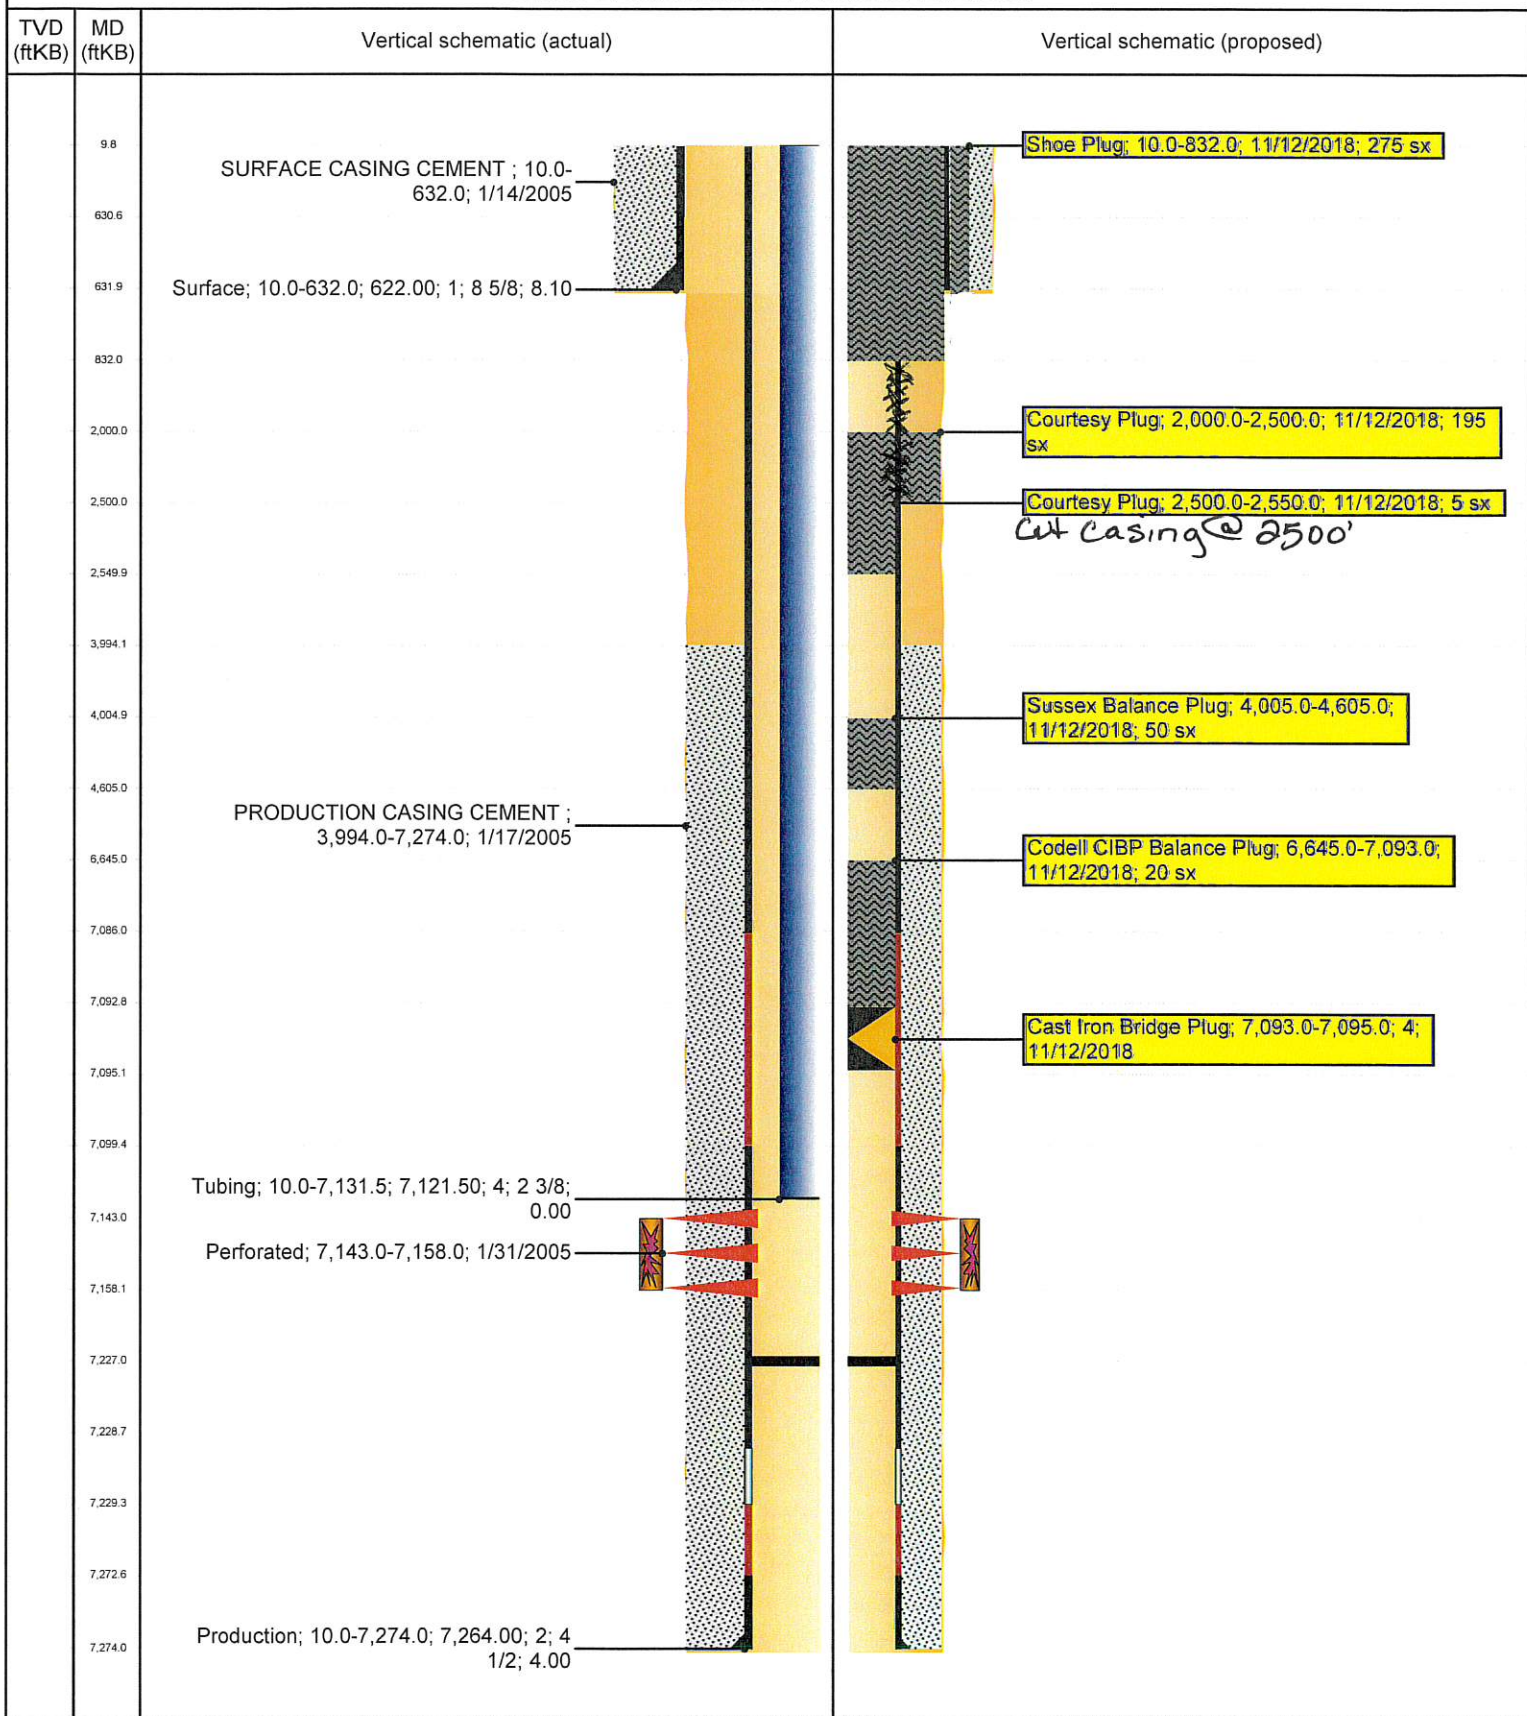 TVD
(ftKB)
MD
(ftKB)
Vertical schematic (actual)
Vertical schematic (proposed)
9.8
630.6
631.9
832.0
2,000.0
2,500.0
2,549.9
3,994.1
4,004.9
4,605.0
6,645.0
7,086.0
7,092.8
7,095.1
7,099.4
7,143.0
7,158.1
7,227.0
7,228.7
7,229.3
7,272.6
7,274.0
SURFACE CASING CEMENT ; 10.0-
632.0; 1/14/2005
Surface; 10.0-632.0; 622.00; 1; 8 5/8; 8.10
PRODUCTION CASING CEMENT ;
3,994.0-7,274.0; 1/17/2005
Tubing; 10.0-7,131.5; 7,121.50; 4; 2 3/8;
0.00
Perforated; 7,143.0-7,158.0; 1/31/2005
Production; 10.0-7,274.0; 7,264.00; 2; 4
1/2; 4.00
Shoe Plug; 10.0-832.0; 11/12/2018; 275 sx
Courtesy Plug; 2,000.0-2,500.0; 11/12/2018; 195
sx
Courtesy Plug; 2,500.0-2,550.0; 11/12/2018; 5 sx
Cut Casing @ 2500'
Sussex Balance Plug; 4,005.0-4,605.0;
11/12/2018; 50 sx
Codell CIBP Balance Plug; 6,645.0-7,093.0;
11/12/2018; 20 sx
Cast Iron Bridge Plug; 7,093.0-7,095.0; 4;
11/12/2018